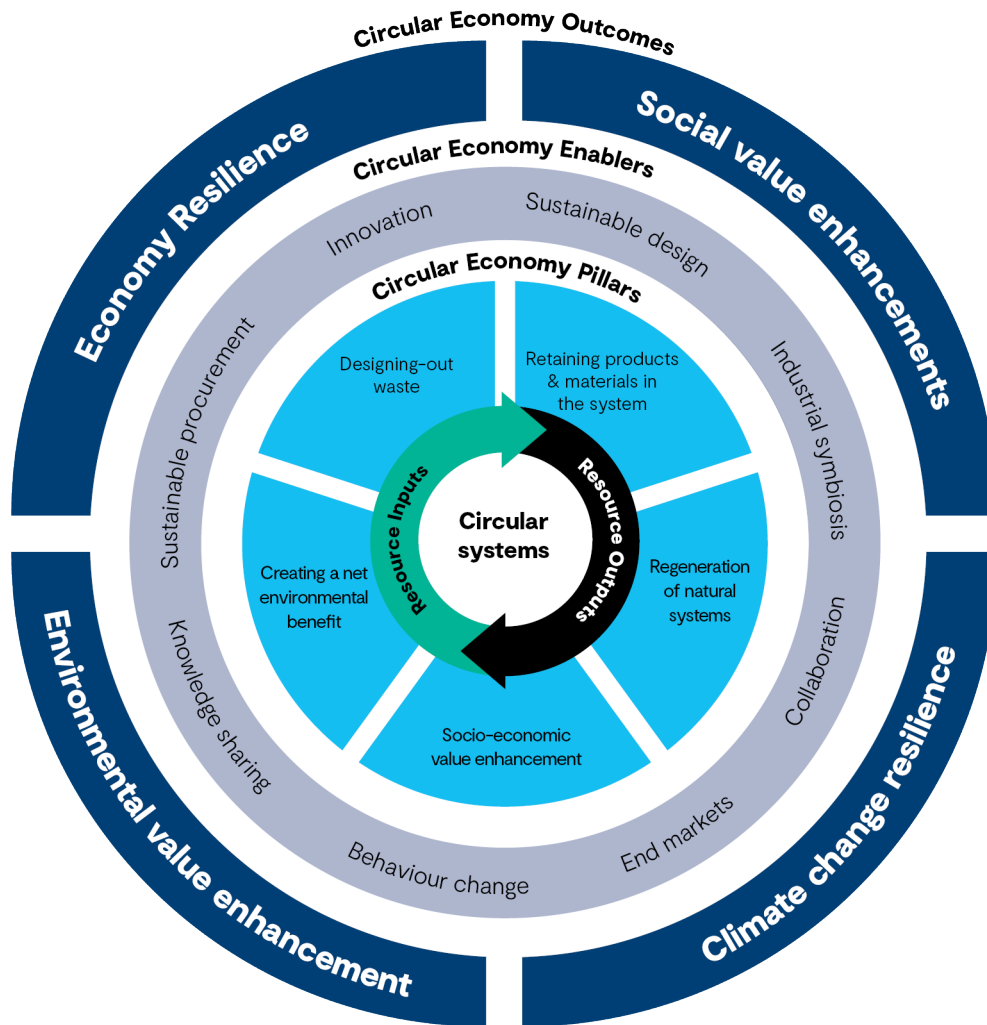 Circular Economy Outcomes
Economy Resilience
Social value enhancements
Climate change resilience
Environmental value enhancement
Circular Economy Enablers
Innovation
Sustainable design
Industrial symbiosis
Collaboration
End markets
Behaviour change
Knowledge sharing
Sustainable procurement
Circular Economy Pillars
Designing-out
waste
Retaining products
& materials in
the system
Regeneration
of natural
systems
Socio-economic
value enhancement
Creating a net
environmental
benefit
Resource Inputs
Resource Outputs
Circular
systems